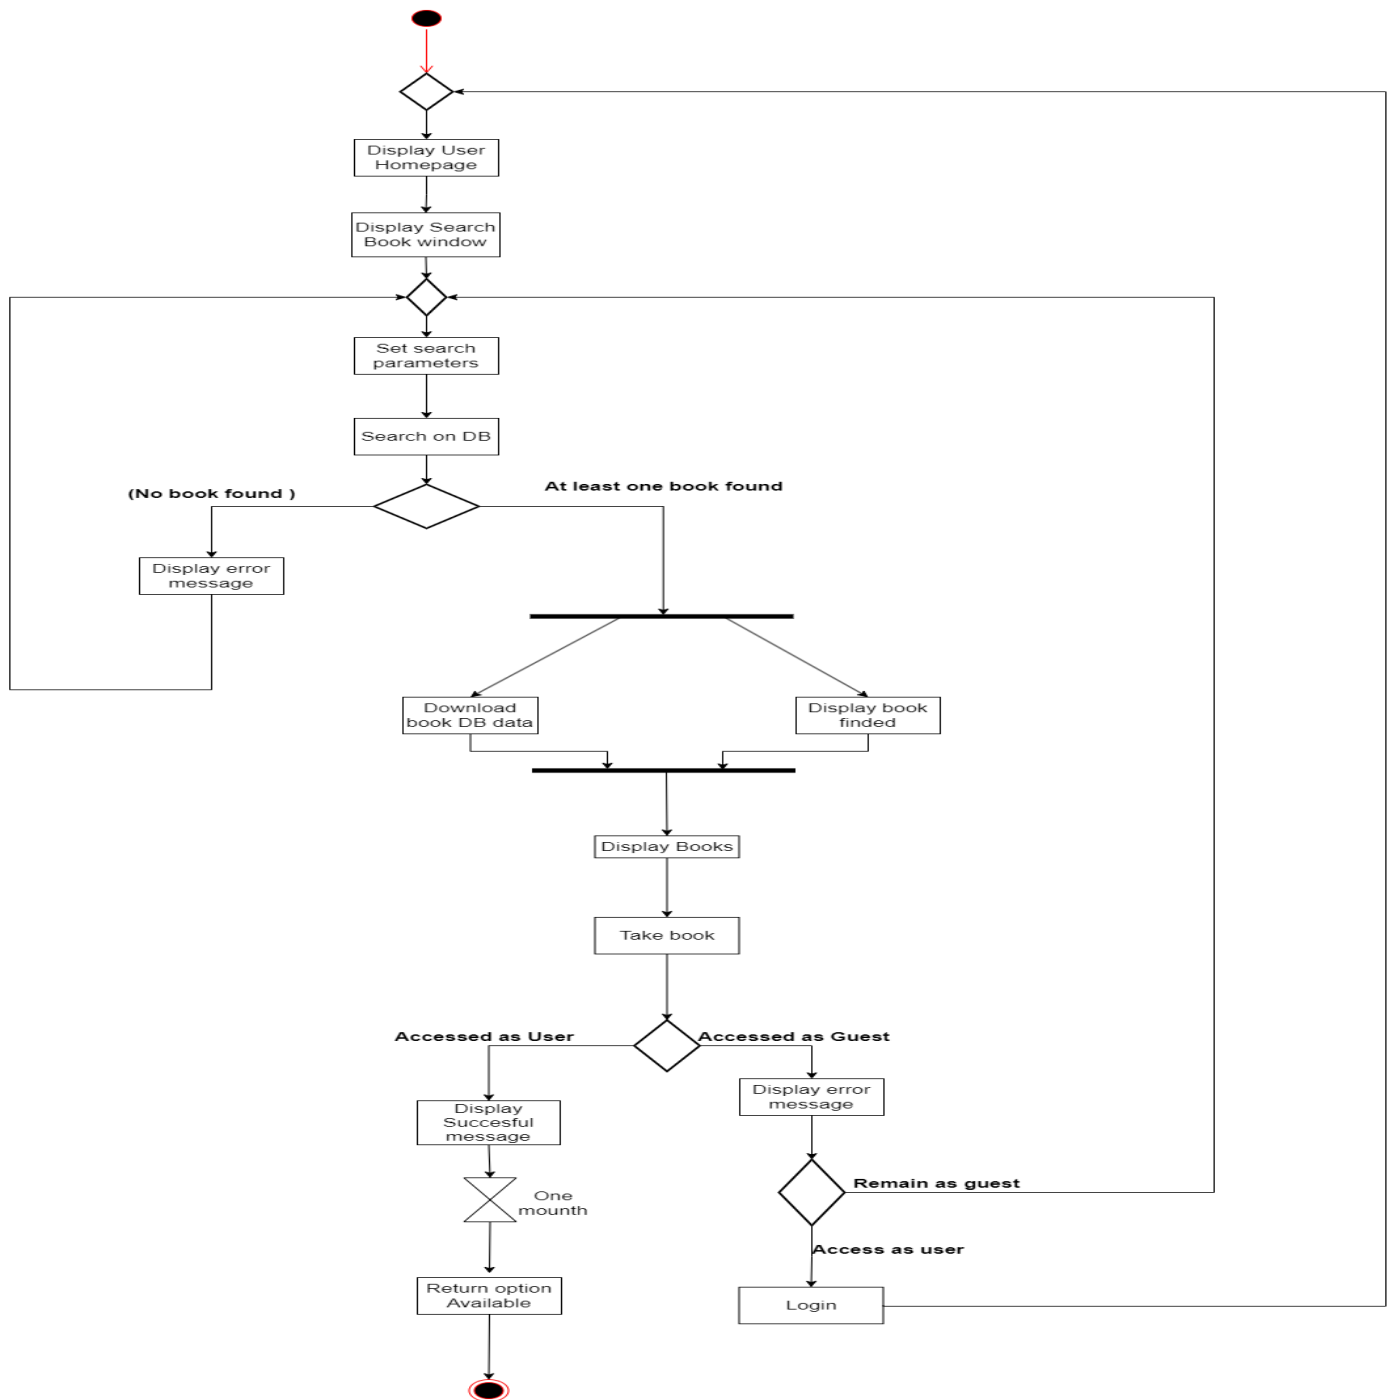 Display User
Homepage
Display Search
Book window
Set search
parameters
Search on DB
(No book found )
At least one book found
Display error
message
Download
book DB data
Display book
finded
Display Books
Take book
Accessed as User
Accessed as Guest
Display
Succesful
message
Display error
message
One
mounth
Remain as guest
Access as user
Return option
Available
Login